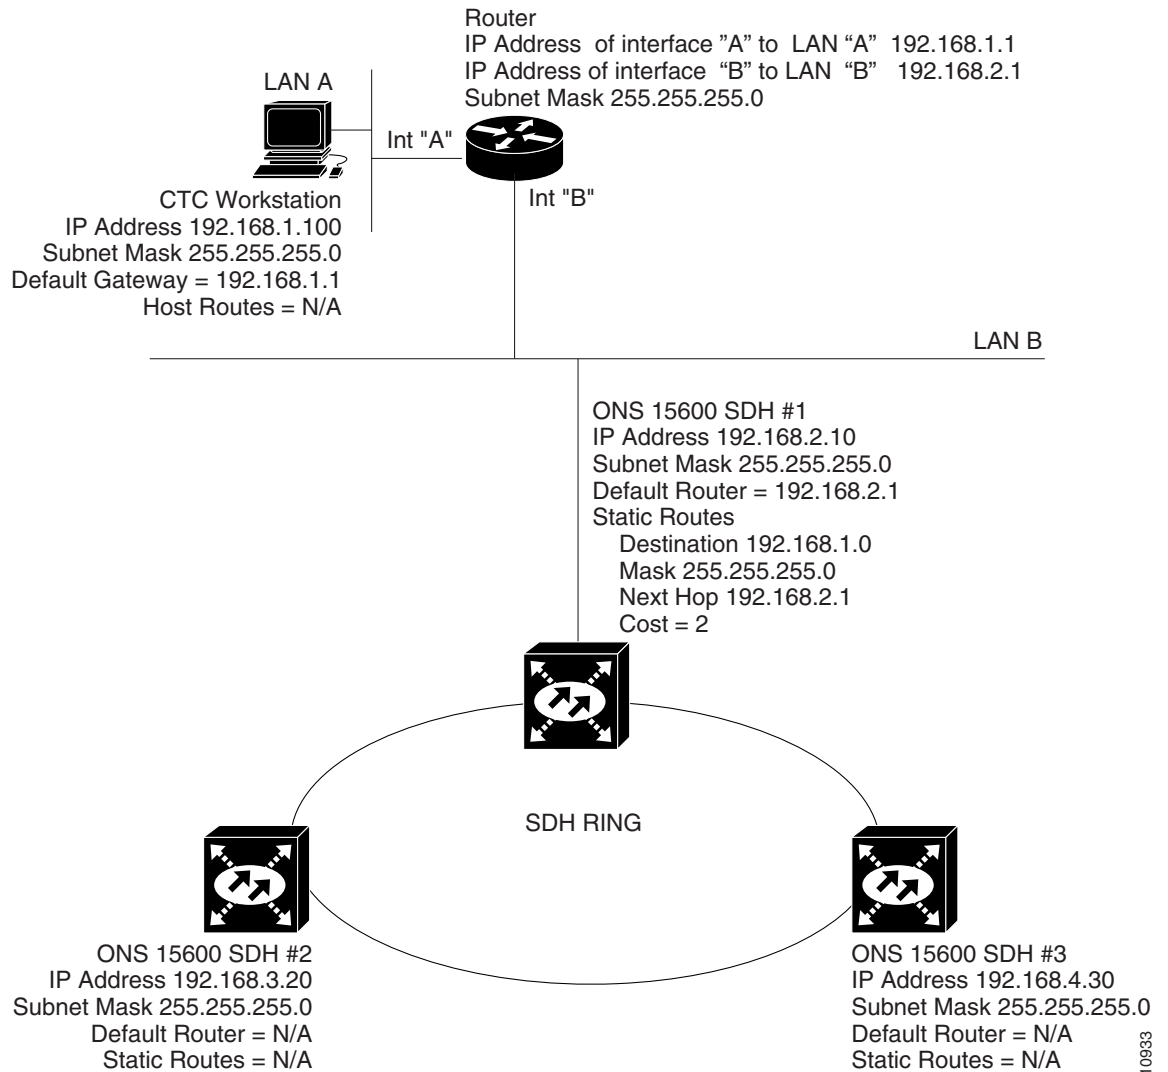 Router
IP Address  of interface ”A” to  LAN “A”  192.168.1.1
IP Address of interface  “B” to LAN  “B”   192.168.2.1
Subnet Mask 255.255.255.0
LAN A
Int "A"
Int "B"
CTC Workstation
IP Address 192.168.1.100
Subnet Mask 255.255.255.0
Default Gateway = 192.168.1.1
Host Routes = N/A
LAN B
ONS 15600 SDH #1
IP Address 192.168.2.10
Subnet Mask 255.255.255.0
Default Router = 192.168.2.1
Static Routes
Destination 192.168.1.0
Mask 255.255.255.0
Next Hop 192.168.2.1
Cost = 2
SDH RING
ONS 15600 SDH #2
IP Address 192.168.3.20
Subnet Mask 255.255.255.0
Default Router = N/A
Static Routes = N/A
ONS 15600 SDH #3
IP Address 192.168.4.30
Subnet Mask 255.255.255.0
Default Router = N/A
Static Routes = N/A